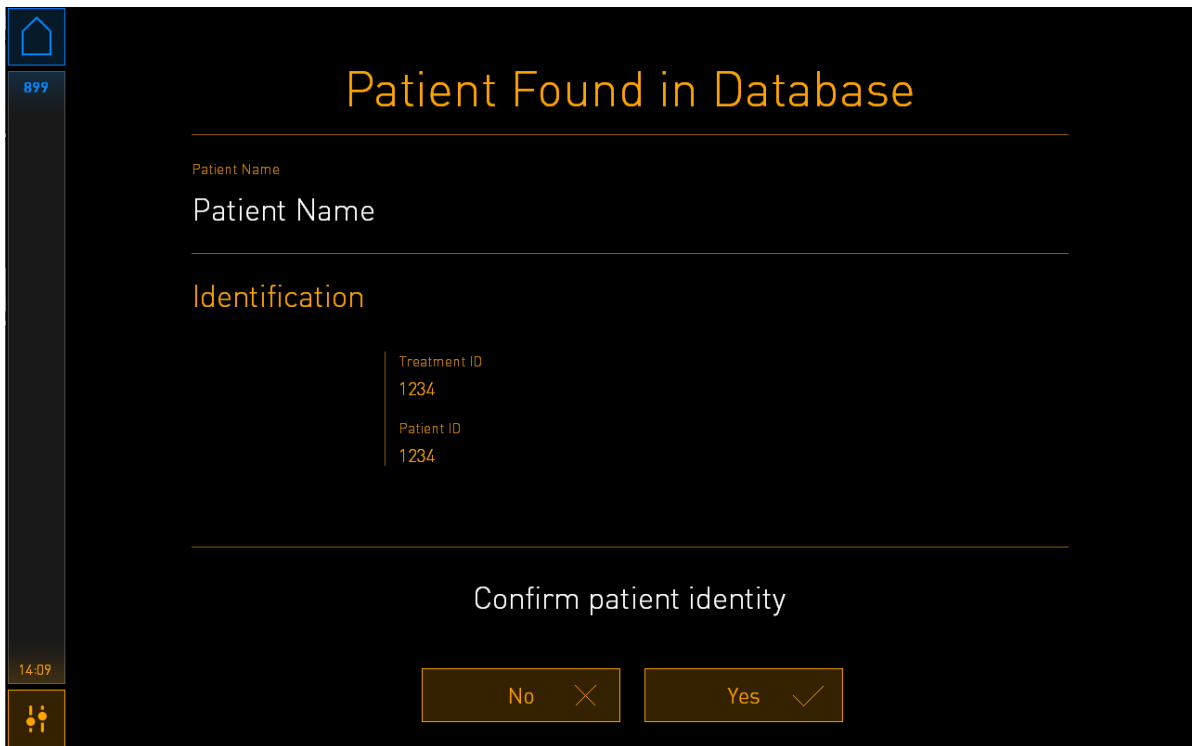 899
Patient Found in Database
Patient Name
Patient Name
Identification
Treatment ID
1234
Patient ID
1234
Confirm patient identity
14:09
No
Yes